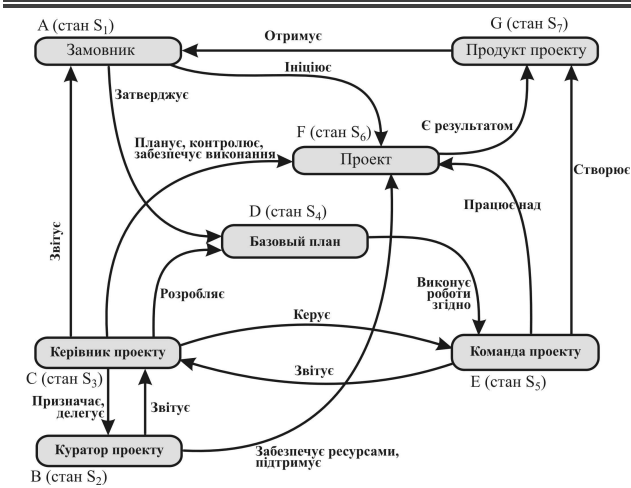 A (стан S₁)
Замовник
G (стан S₇)
Продукт проекту
Отримує
Ініціює
Затверджує
F (стан S₆)
Проект
Є результатом
Планує, контролює,
забезпечує виконання
Створює
Працює над
D (стан S₄)
Базовый план
Звітує
Розробляє
Виконує
роботи
згідно
Керує
Керівник проекту
C (стан S₃)
Команда проекту
E (стан S₅)
Звітує
Призначає,
делегує
Звітує
Куратор проекту
B (стан S₂)
Забезпечує ресурсами,
підтримує